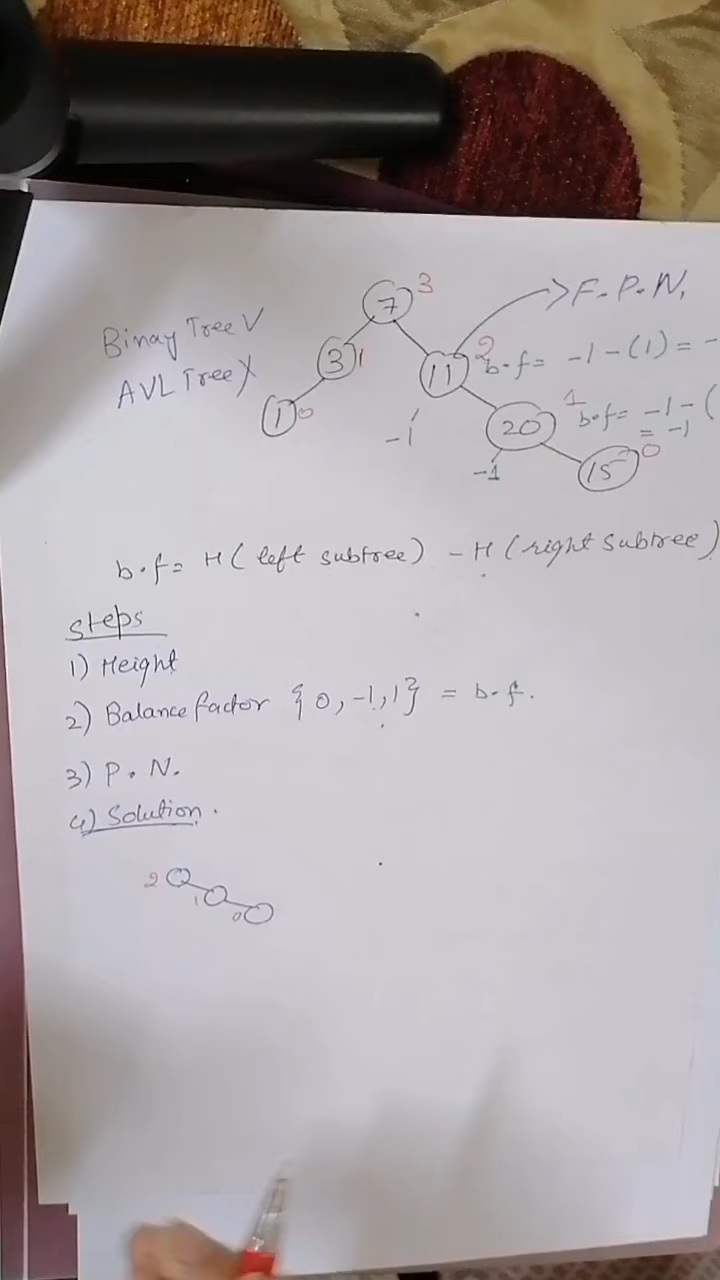 7 3
F. P. N.
Binay Tree V
AVL Tree X
3 1
11 2 b.f = -1 - (1) = -
1 0
-1
20 1 b.f = -1 - (
= -1
-1
15 0
b.f = H (left subtree) - H (right subtree)
steps
1) Height
2) Balance factor {0, -1, 1} = b.f.
3) P. N.
4) Solution.
2
1
0